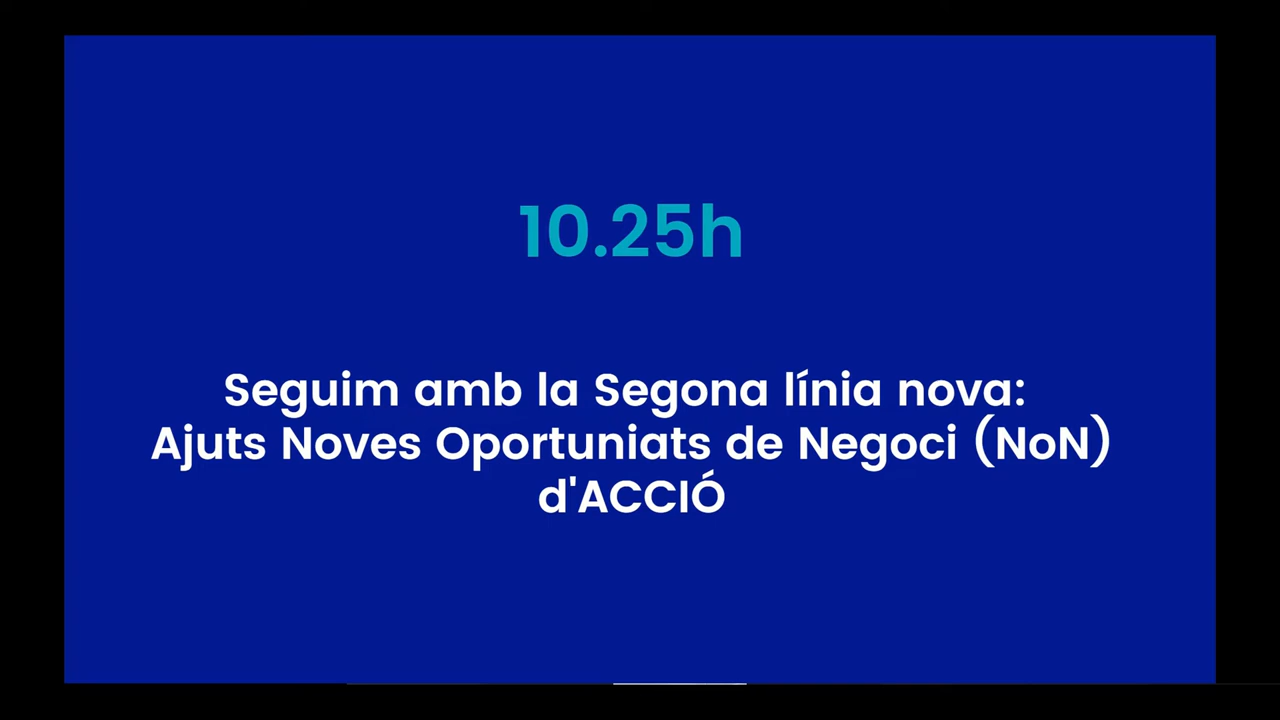 10.25h
Seguim amb la Segona línia nova:
Ajuts Noves Oportuniats de Negoci (NoN)
d'ACCIÓ